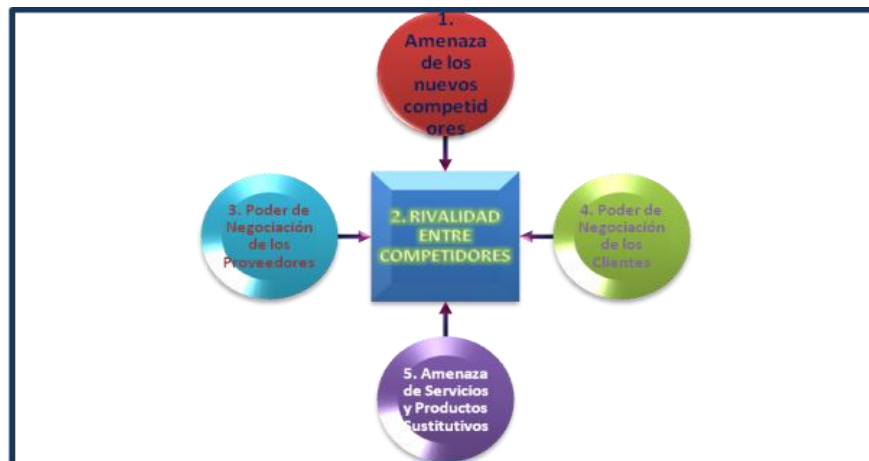 1.
Amenaza
de los
nuevos
competid
ores
3. Poder de
Negociación
de los
Proveedores
2. RIVALIDAD
ENTRE
COMPETIDORES
4. Poder de
Negociación
de los
Clientes
5. Amenaza
de Servicios
y Productos
Sustitutivos